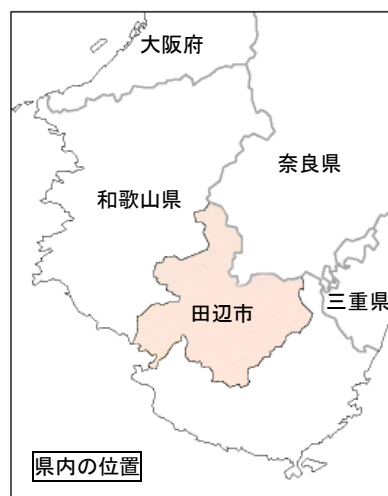 大阪府
奈良県
和歌山県
三重県
田辺市
県内の位置